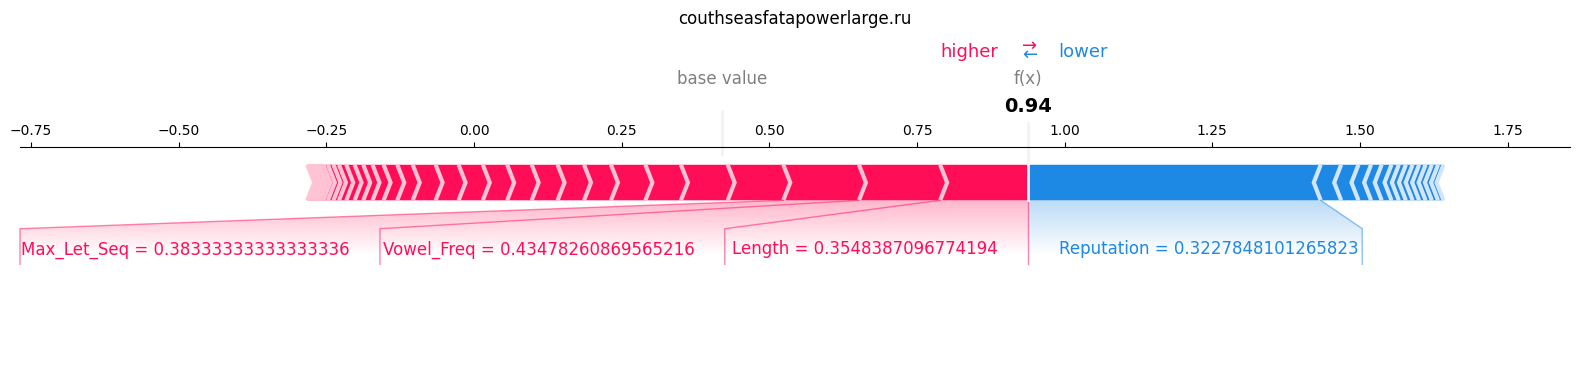 couthseasfatapowerlarge.ru
higher ⇄ lower
base value f(x)
0.94
−0.75 −0.50 −0.25 0.00 0.25 0.50 0.75 1.00 1.25 1.50 1.75
Max_Let_Seq = 0.38333333333333336 Vowel_Freq = 0.43478260869565216 Length = 0.3548387096774194 Reputation = 0.3227848101265823